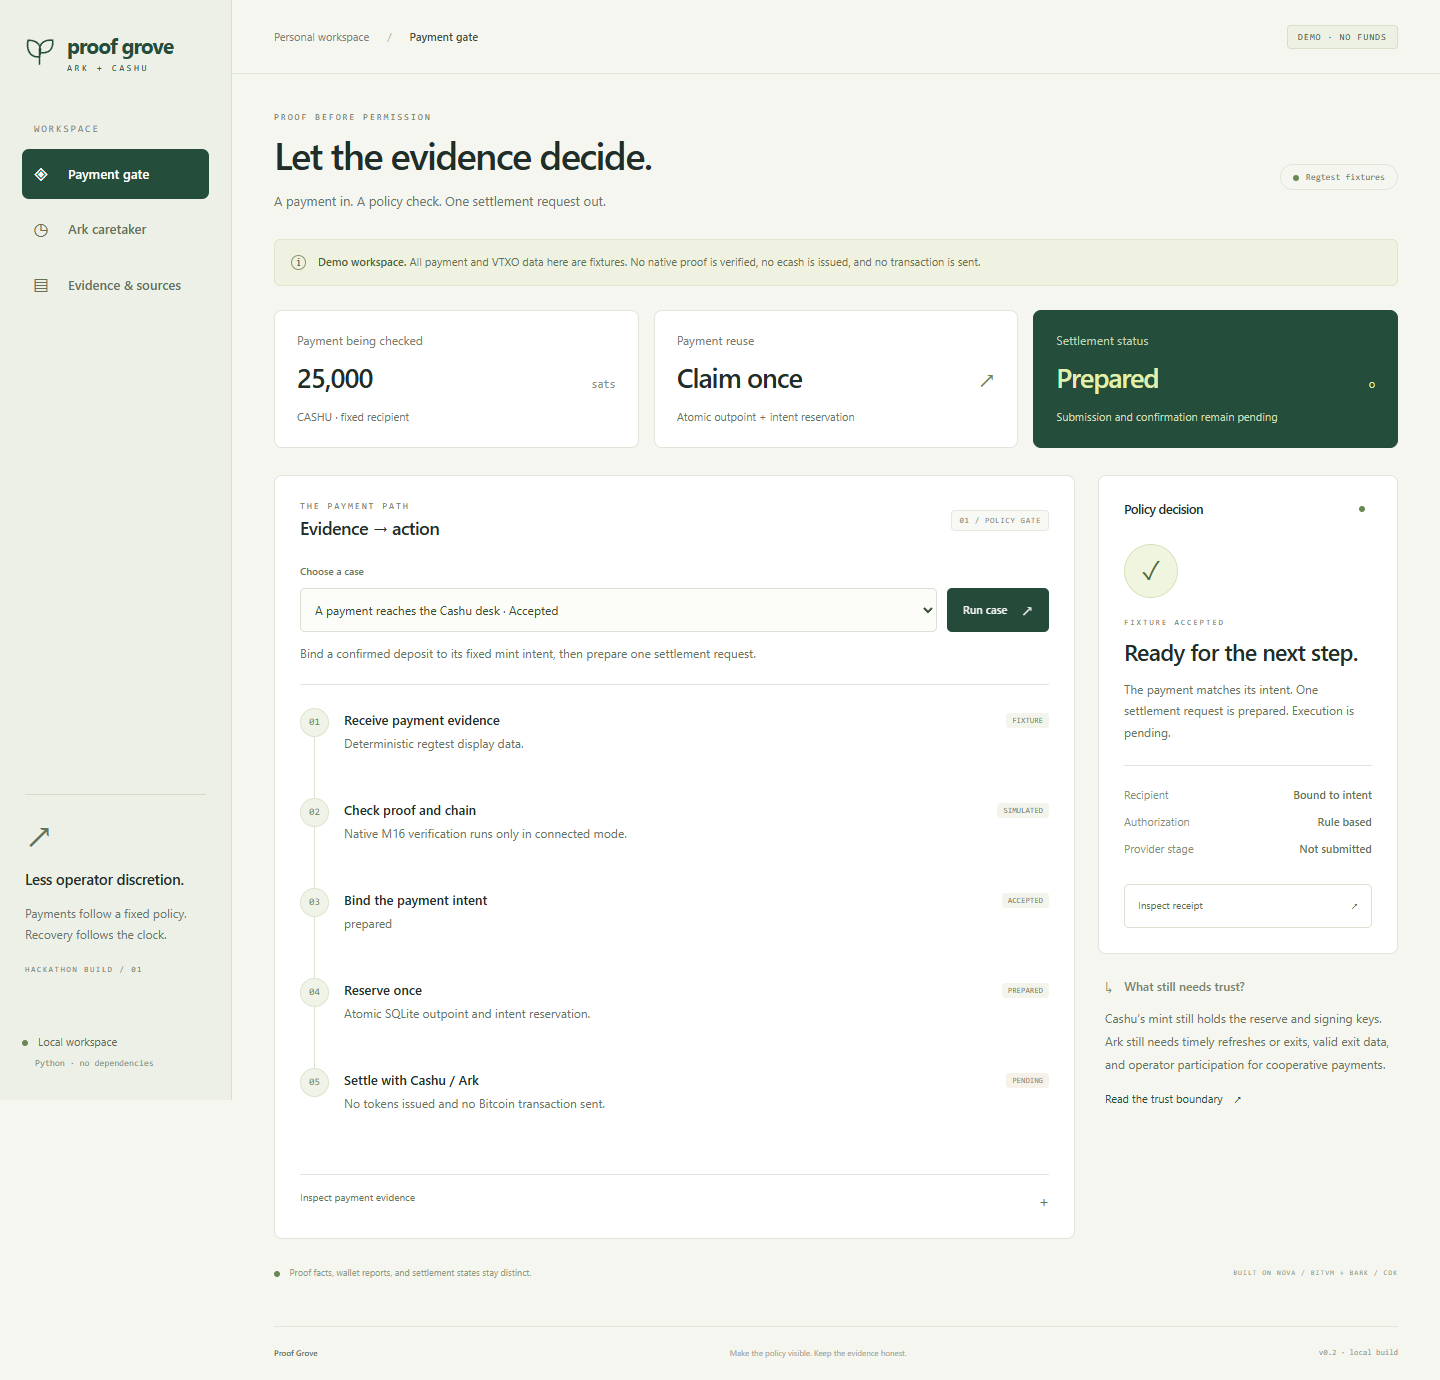 proof grove
ARK + CASHU
WORKSPACE
Payment gate
Ark caretaker
Evidence & sources
Less operator discretion.
Payments follow a fixed policy.
Recovery follows the clock.
HACKATHON BUILD / 01
Local workspace
Python · no dependencies
Personal workspace / Payment gate
DEMO · NO FUNDS
PROOF BEFORE PERMISSION
Let the evidence decide.
A payment in. A policy check. One settlement request out.
Regtest fixtures
Demo workspace. All payment and VTXO data here are fixtures. No native proof is verified, no ecash is issued, and no transaction is sent.
Payment being checked
25,000 sats
CASHU · fixed recipient
Payment reuse
Claim once ↗
Atomic outpoint + intent reservation
Settlement status
Prepared
Submission and confirmation remain pending
THE PAYMENT PATH
Evidence → action
01 / POLICY GATE
Choose a case
A payment reaches the Cashu desk · Accepted
Run case ↗
Bind a confirmed deposit to its fixed mint intent, then prepare one settlement request.
01 Receive payment evidence FIXTURE
Deterministic regtest display data.
02 Check proof and chain SIMULATED
Native M16 verification runs only in connected mode.
03 Bind the payment intent ACCEPTED
prepared
04 Reserve once PREPARED
Atomic SQLite outpoint and intent reservation.
05 Settle with Cashu / Ark PENDING
No tokens issued and no Bitcoin transaction sent.
Inspect payment evidence +
Policy decision
✓
FIXTURE ACCEPTED
Ready for the next step.
The payment matches its intent. One
settlement request is prepared. Execution is
pending.
Recipient Bound to intent
Authorization Rule based
Provider stage Not submitted
Inspect receipt ↗
↳ What still needs trust?
Cashu's mint still holds the reserve and signing keys.
Ark still needs timely refreshes or exits, valid exit data,
and operator participation for cooperative payments.
Read the trust boundary ↗
Proof facts, wallet reports, and settlement states stay distinct.
BUILT ON NOVA / BITVM + BARK / CDK
Proof Grove
Make the policy visible. Keep the evidence honest.
v0.2 · local build